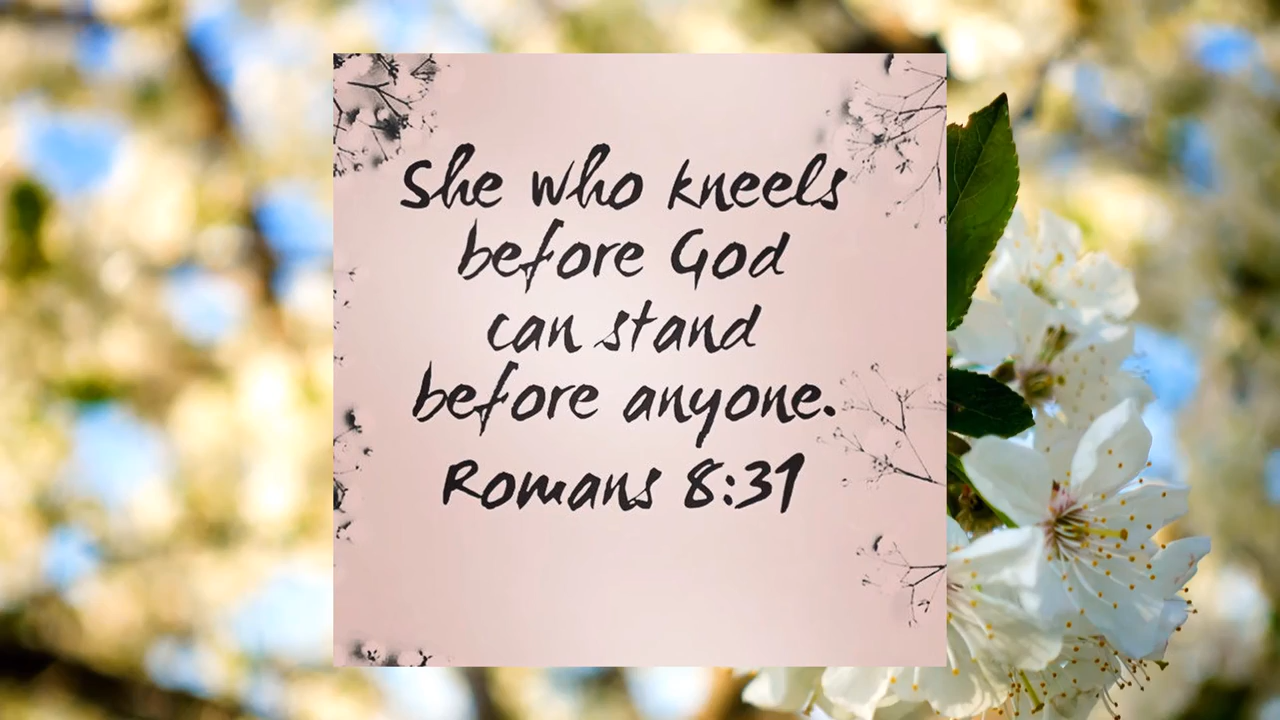 She who kneels
before God
can stand
before anyone.
Romans 8:31